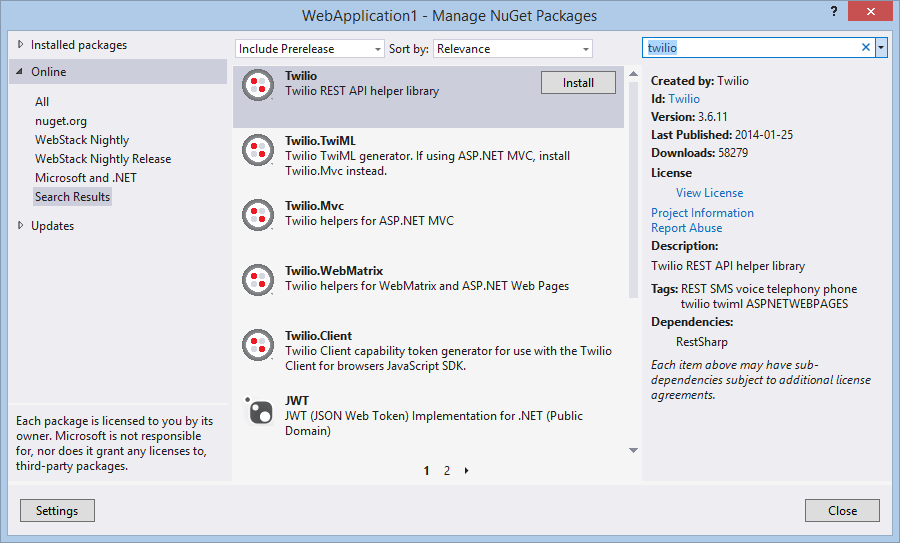 WebApplication1 - Manage NuGet Packages
?
Installed packages
Online
All
nuget.org
WebStack Nightly
WebStack Nightly Release
Microsoft and .NET
Search Results
Updates
Each package is licensed to you by its
owner. Microsoft is not responsible
for, nor does it grant any licenses to,
third-party packages.
Include Prerelease
Sort by:
Relevance
Twilio
Twilio REST API helper library
Install
Twilio.TwiML
Twilio TwiML generator. If using ASP.NET MVC, install
Twilio.Mvc instead.
Twilio.Mvc
Twilio helpers for ASP.NET MVC
Twilio.WebMatrix
Twilio helpers for WebMatrix and ASP.NET Web Pages
Twilio.Client
Twilio Client capability token generator for use with the Twilio
Client for browsers JavaScript SDK.
JWT
JWT (JSON Web Token) Implementation for .NET (Public
Domain)
1 2
twilio
Created by: Twilio
Id: Twilio
Version: 3.6.11
Last Published: 2014-01-25
Downloads: 58279
License
View License
Project Information
Report Abuse
Description:
Twilio REST API helper library
Tags: REST SMS voice telephony phone
twilio twiml ASPNETWEBPAGES
Dependencies:
RestSharp
Each item above may have sub-
dependencies subject to additional license
agreements.
Settings
Close